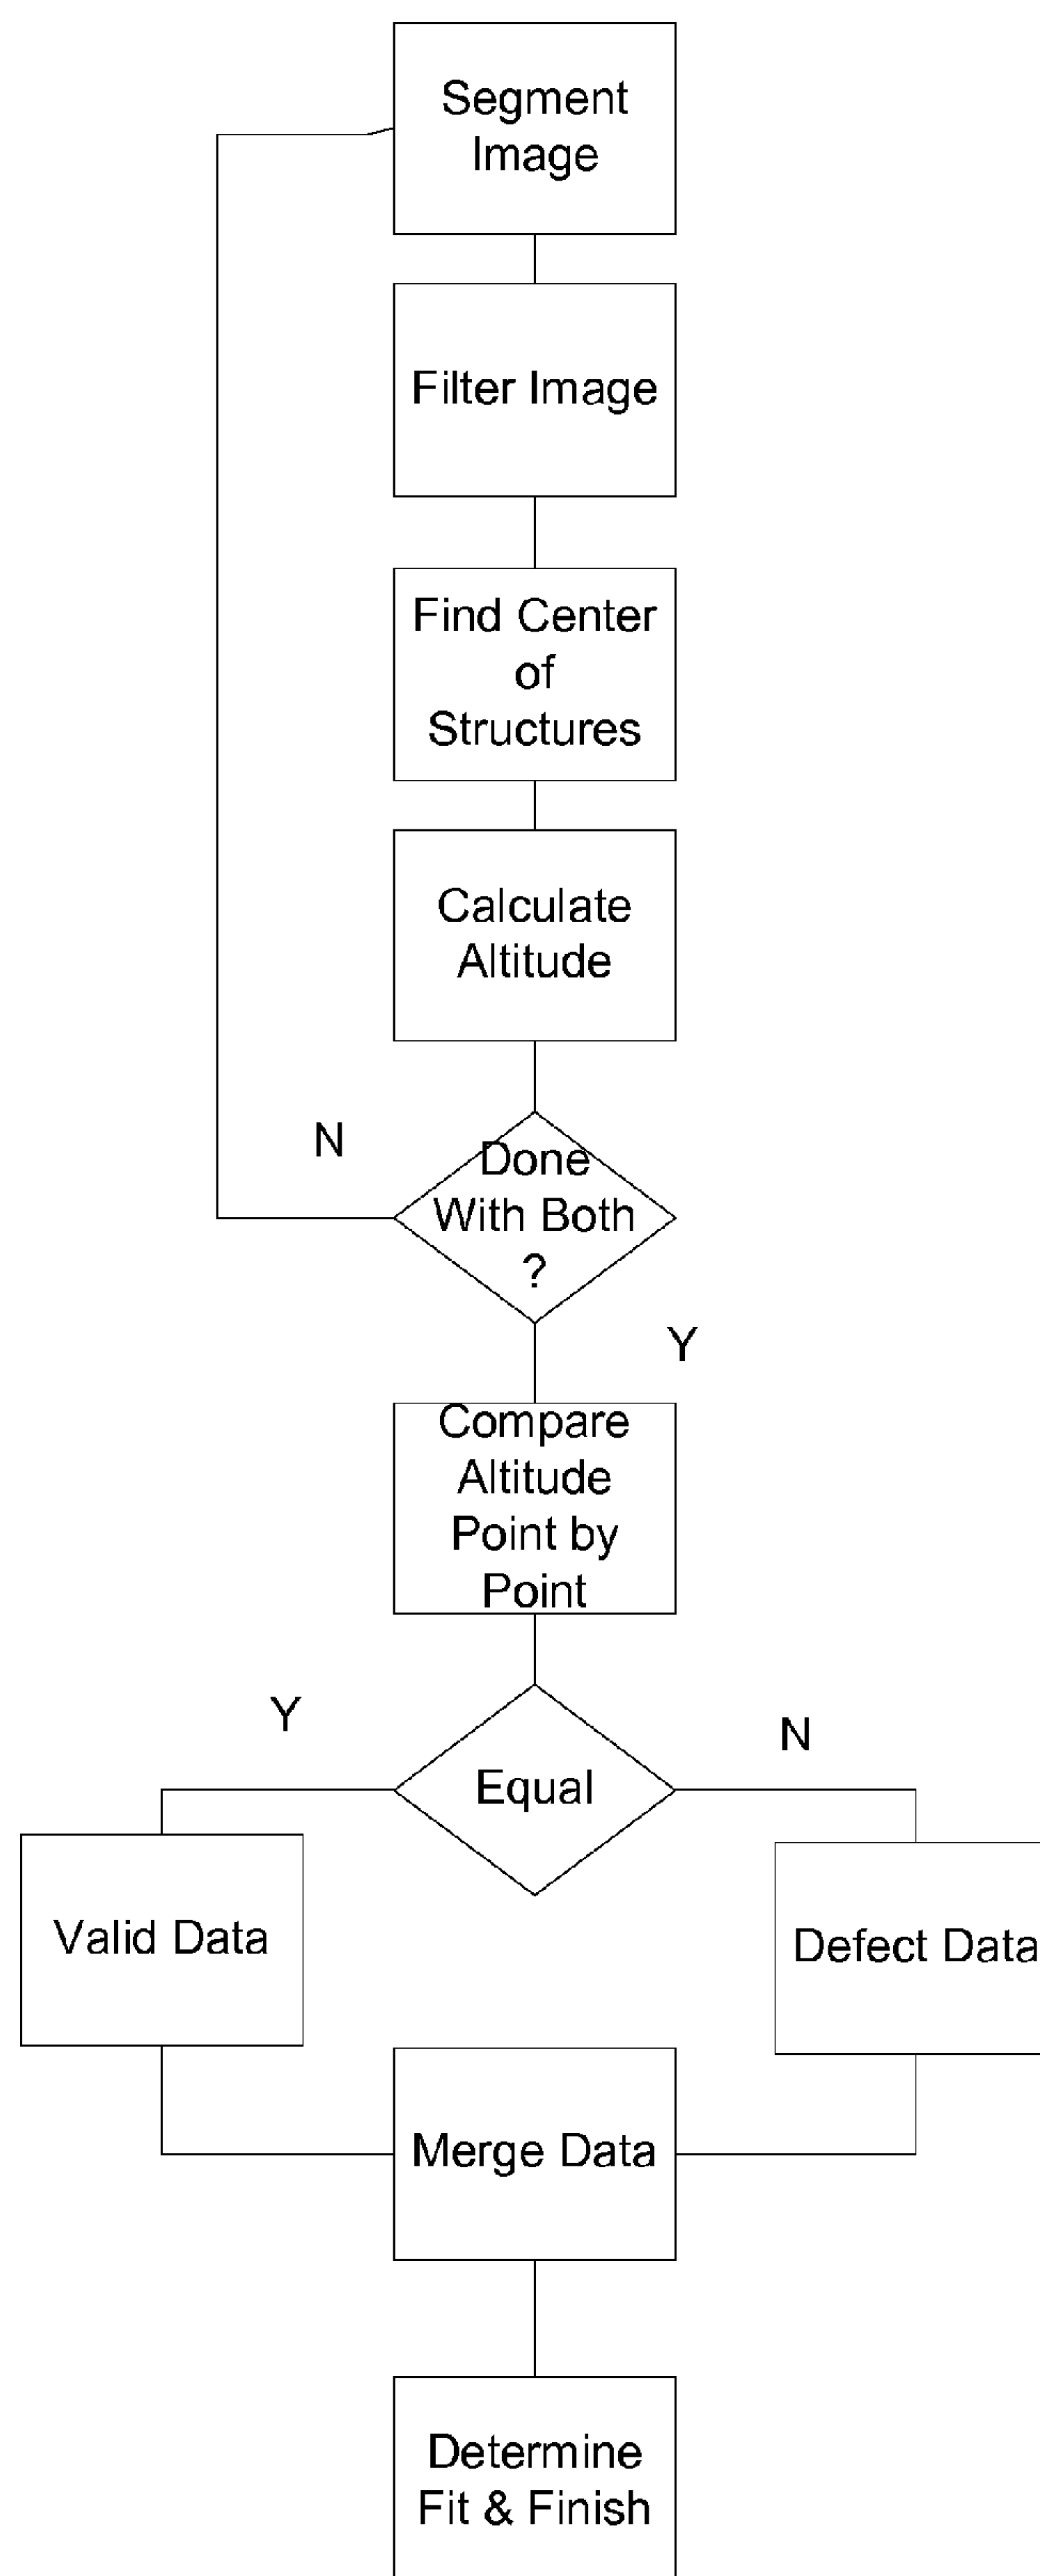 Segment
Image
Filter Image
Find Center
of
Structures
Calculate
Altitude
N
Done
With Both
?
Y
Compare
Altitude
Point by
Point
Y
N
Equal
Valid Data
Defect Data
Merge Data
Determine
Fit & Finish